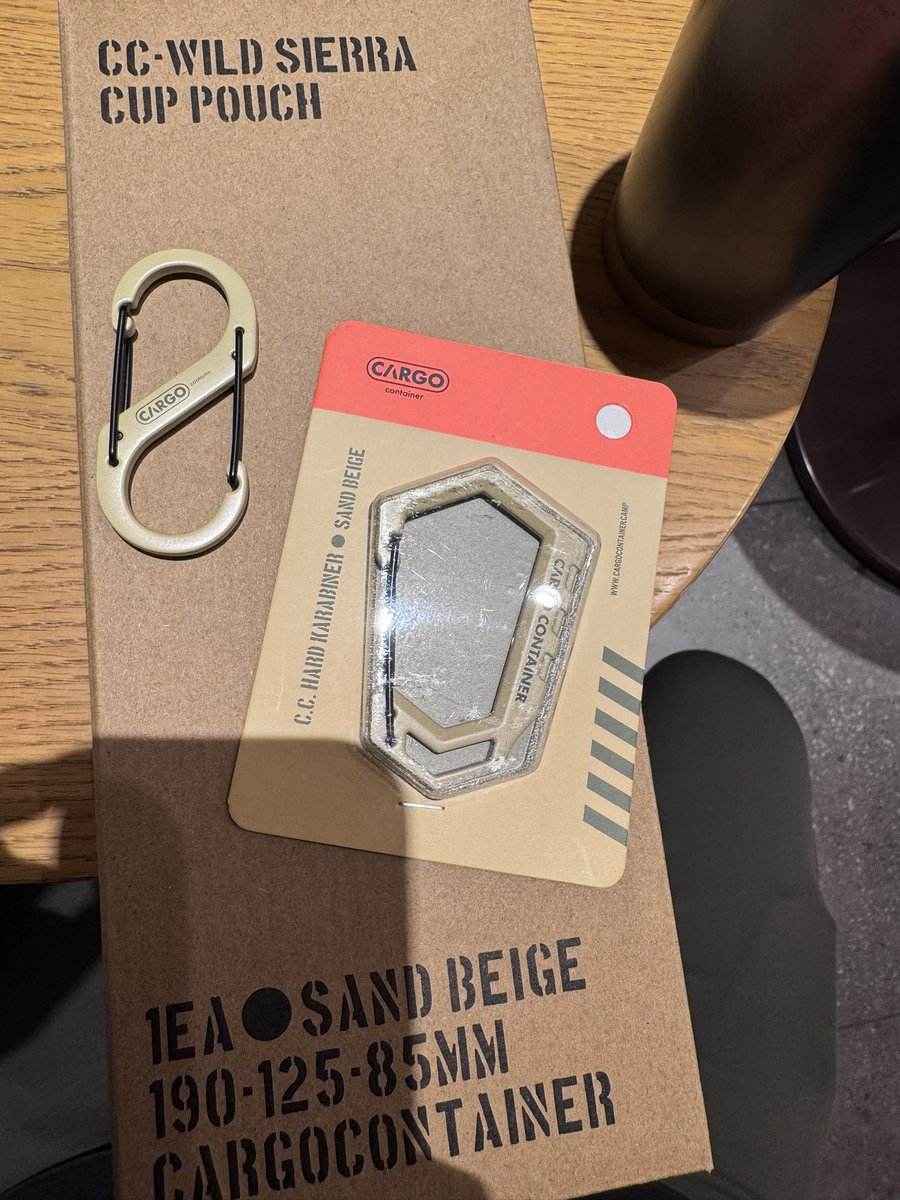 CC-WILD SIERRA
CUP POUCH
CARGO
container
CARGO
container
C.C. HARD KARABINER ● SAND BEIGE
WWW.CARGOCONTAINER.CAMP
CARGO CONTAINER
1EA●SAND BEIGE
190-125-85MM
CARGOCONTAINER